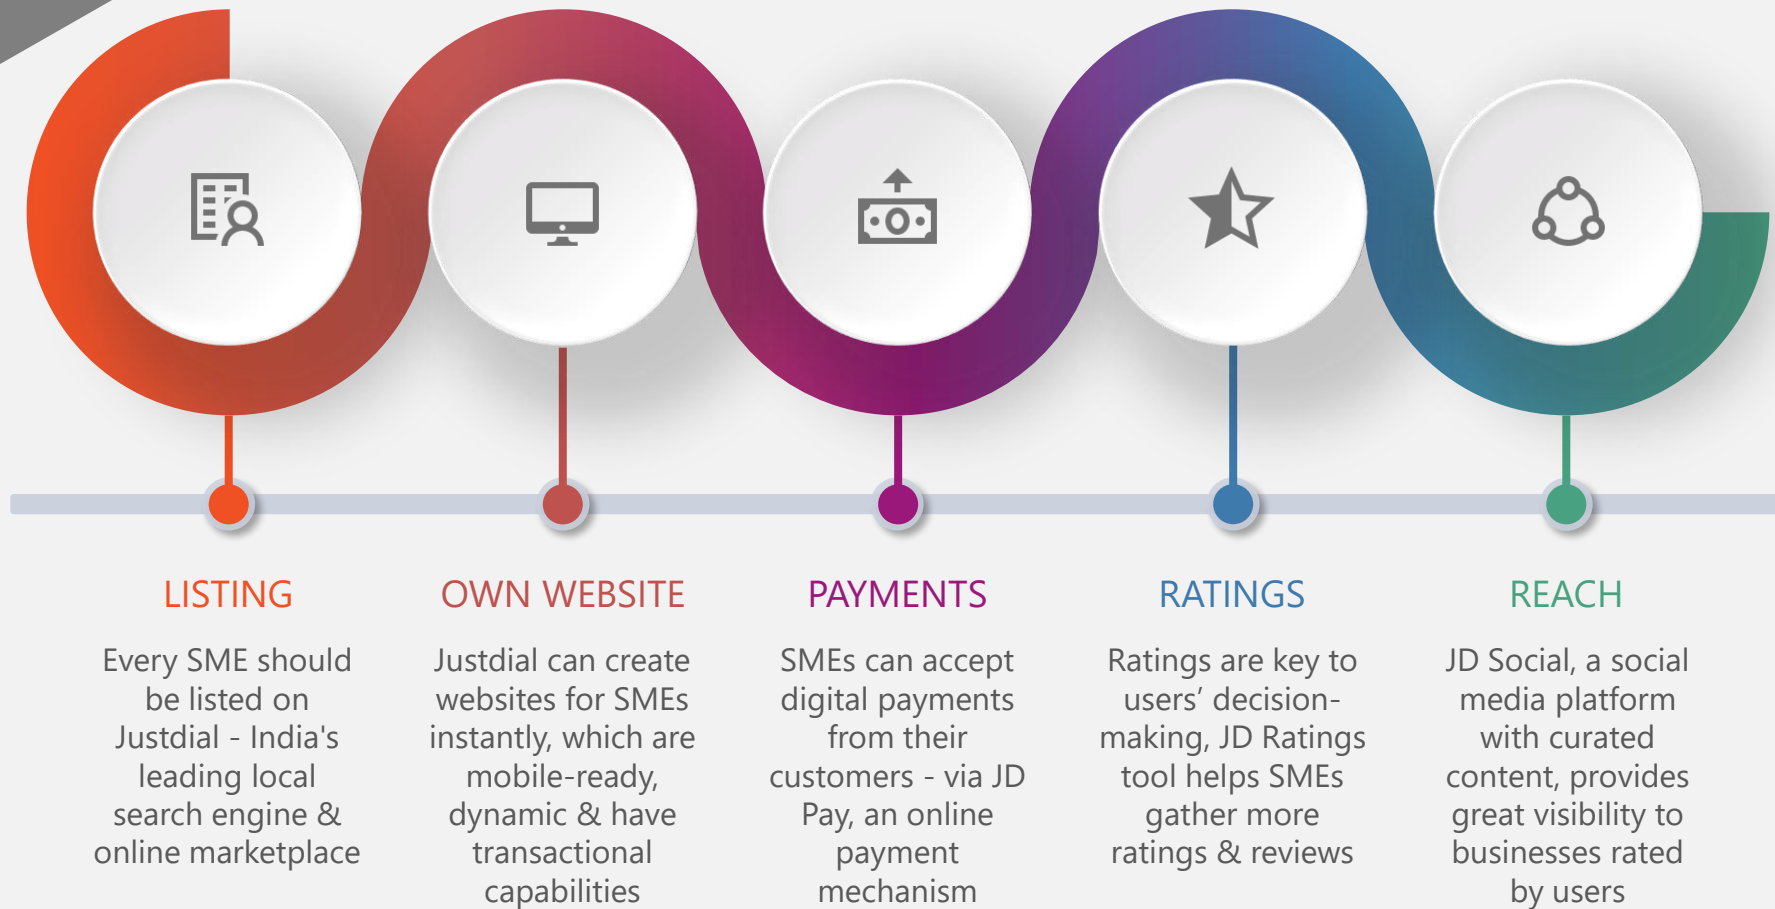 LISTING
Every SME should
be listed on
Justdial - India's
leading local
search engine &
online marketplace
OWN WEBSITE
Justdial can create
websites for SMEs
instantly, which are
mobile-ready,
dynamic & have
transactional
capabilities
PAYMENTS
SMEs can accept
digital payments
from their
customers - via JD
Pay, an online
payment
mechanism
RATINGS
Ratings are key to
users’ decision-
making, JD Ratings
tool helps SMEs
gather more
ratings & reviews
REACH
JD Social, a social
media platform
with curated
content, provides
great visibility to
businesses rated
by users